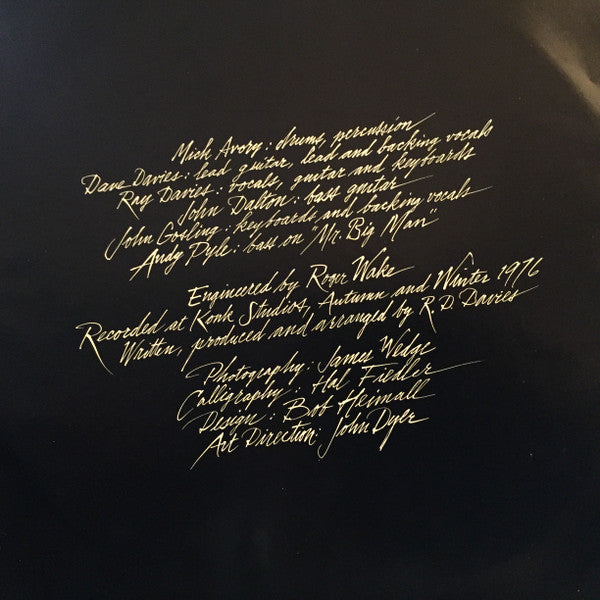 Mick Avory: drums, percussion
Dave Davies: lead guitar, lead and backing vocals
Ray Davies: vocals, guitar and keyboards
John Dalton: bass guitar
John Gosling: keyboards and backing vocals
Andy Pyle: bass on "Mr. Big Man"
Engineered by Roger Wake
Recorded at Konk Studios, Autumn and Winter 1976
Written, produced and arranged by R.D. Davies
Photography: James Wedge
Calligraphy: Hal Fiedler
Design: Bob Heimall
Art Direction: John Dyer